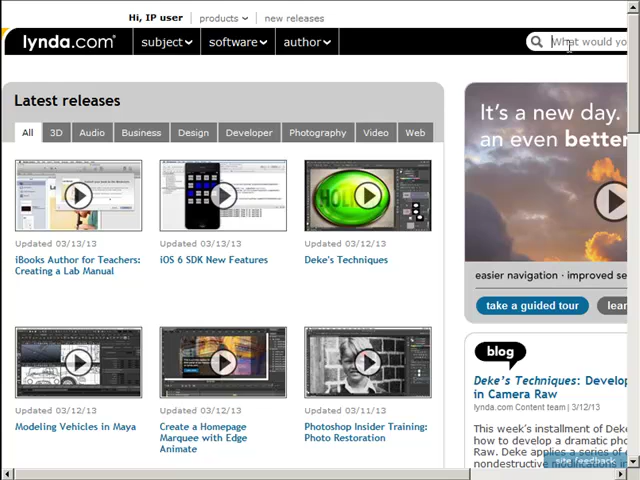 Hi, IP user products new releases
lynda.com subject software author What would yo
Latest releases
All 3D Audio Business Design Developer Photography Video Web
It's a new day.
an even better
Updated 03/13/13 Updated 03/13/13 Updated 03/12/13
iBooks Author for Teachers: iOS 6 SDK New Features Deke's Techniques
Creating a Lab Manual
easier navigation · improved se
take a guided tour lear
blog
Deke's Techniques: Develop
in Camera Raw
lynda.com Content team | 3/12/13
Updated 03/12/13 Updated 03/12/13 Updated 03/11/13
Modeling Vehicles in Maya Create a Homepage Photoshop Insider Training:
Marquee with Edge Photo Restoration
Animate
This week's installment of Deke
how to develop a dramatic pho
Raw. Deke applies a series of
nondestructive modifications in
site feedback